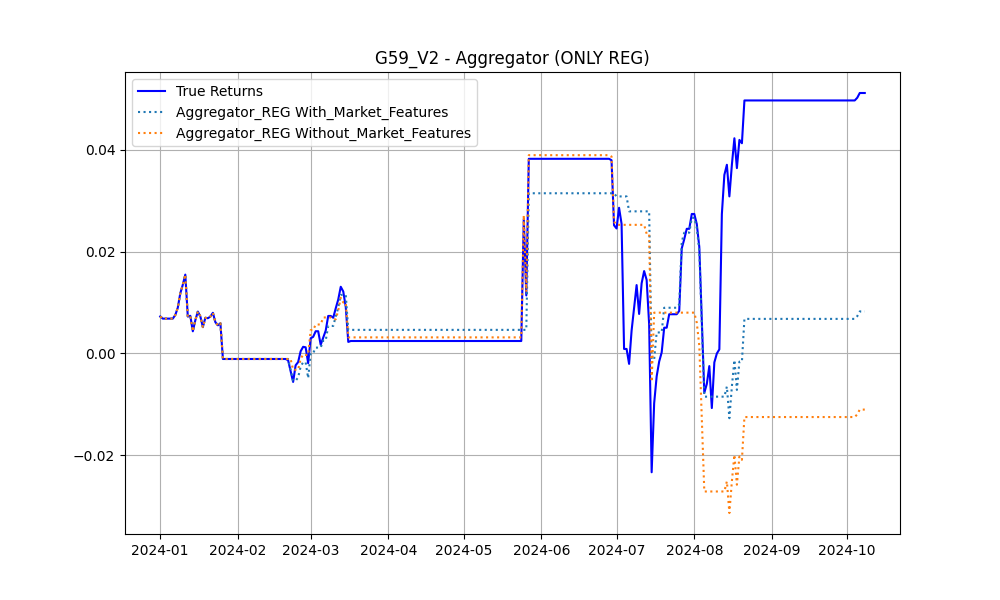 G59_V2 - Aggregator (ONLY REG)
True Returns
Aggregator_REG With_Market_Features
Aggregator_REG Without_Market_Features
0.04
0.02
0.00
−0.02
2024-01 2024-02 2024-03 2024-04 2024-05 2024-06 2024-07 2024-08 2024-09 2024-10